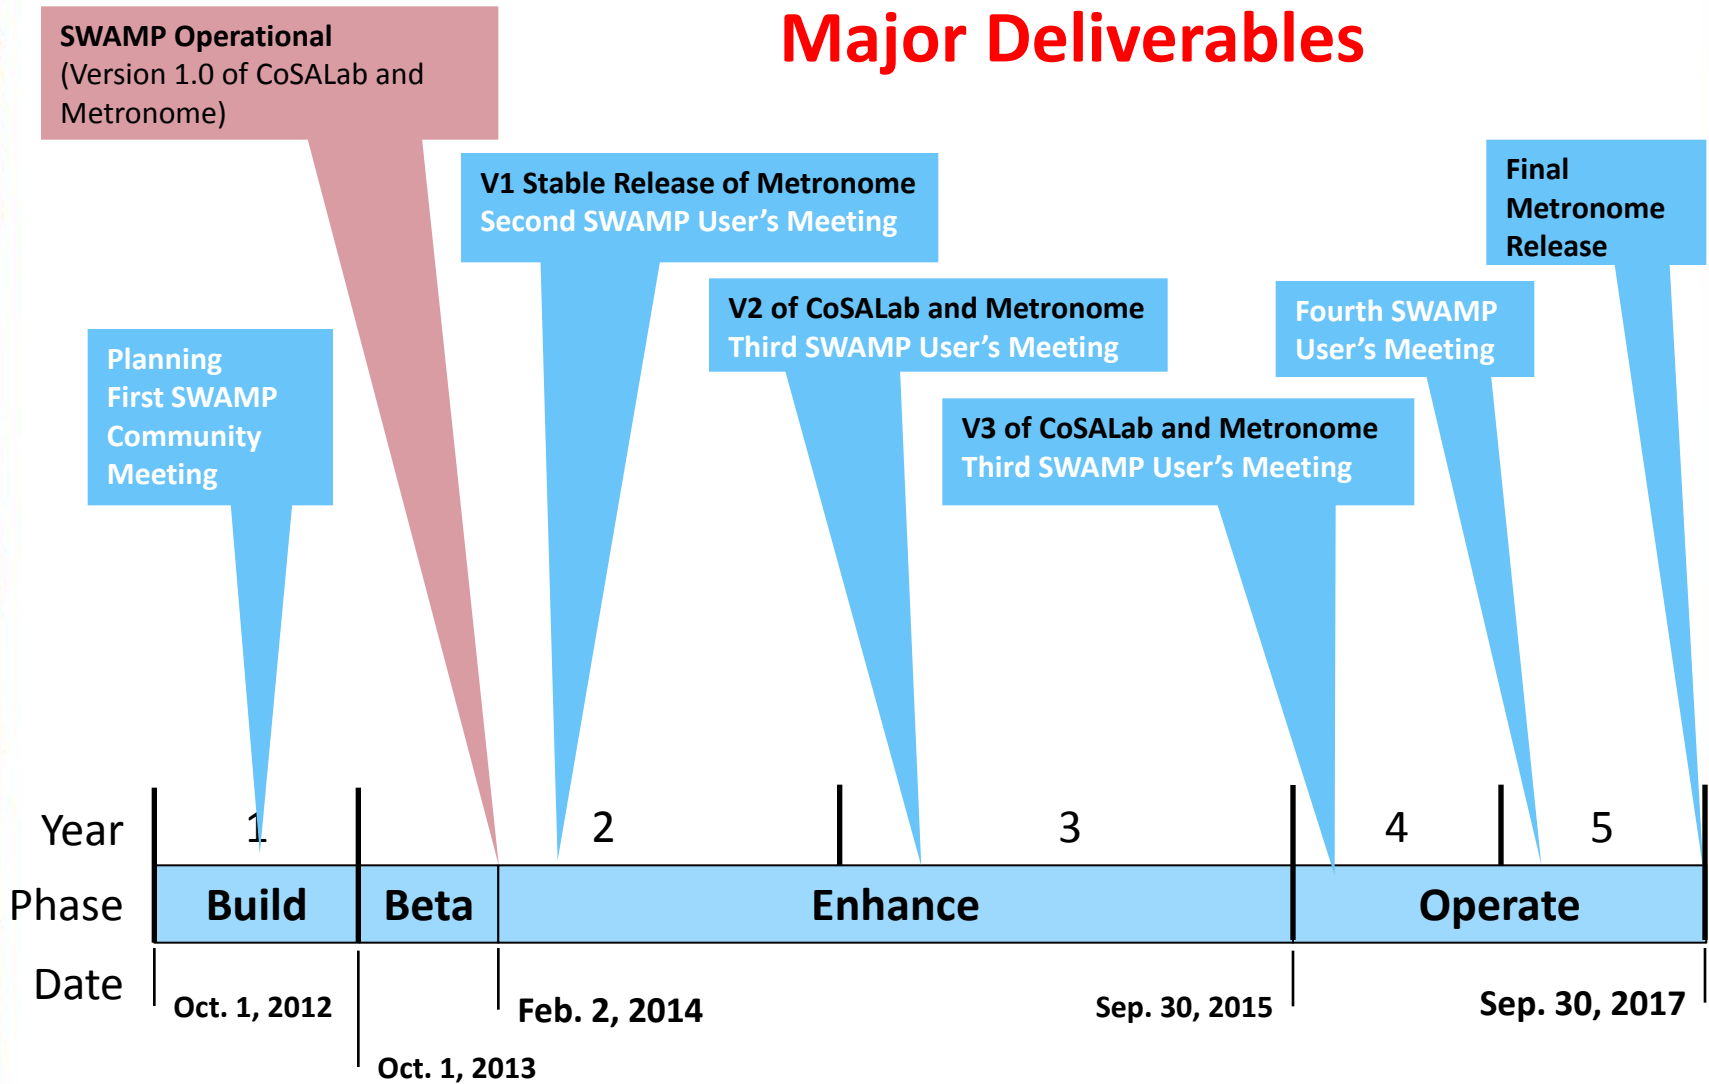 Major Deliverables
SWAMP Operational
(Version 1.0 of CoSALab and
Metronome)
V1 Stable Release of Metronome
Second SWAMP User’s Meeting
Final
Metronome
Release
V2 of CoSALab and Metronome
Third SWAMP User’s Meeting
Fourth SWAMP
User’s Meeting
Planning
First SWAMP
Community
Meeting
V3 of CoSALab and Metronome
Third SWAMP User’s Meeting
Year 1 2 3 4 5
Phase Build Beta Enhance Operate
Date Oct. 1, 2012 Feb. 2, 2014 Sep. 30, 2015 Sep. 30, 2017
Oct. 1, 2013